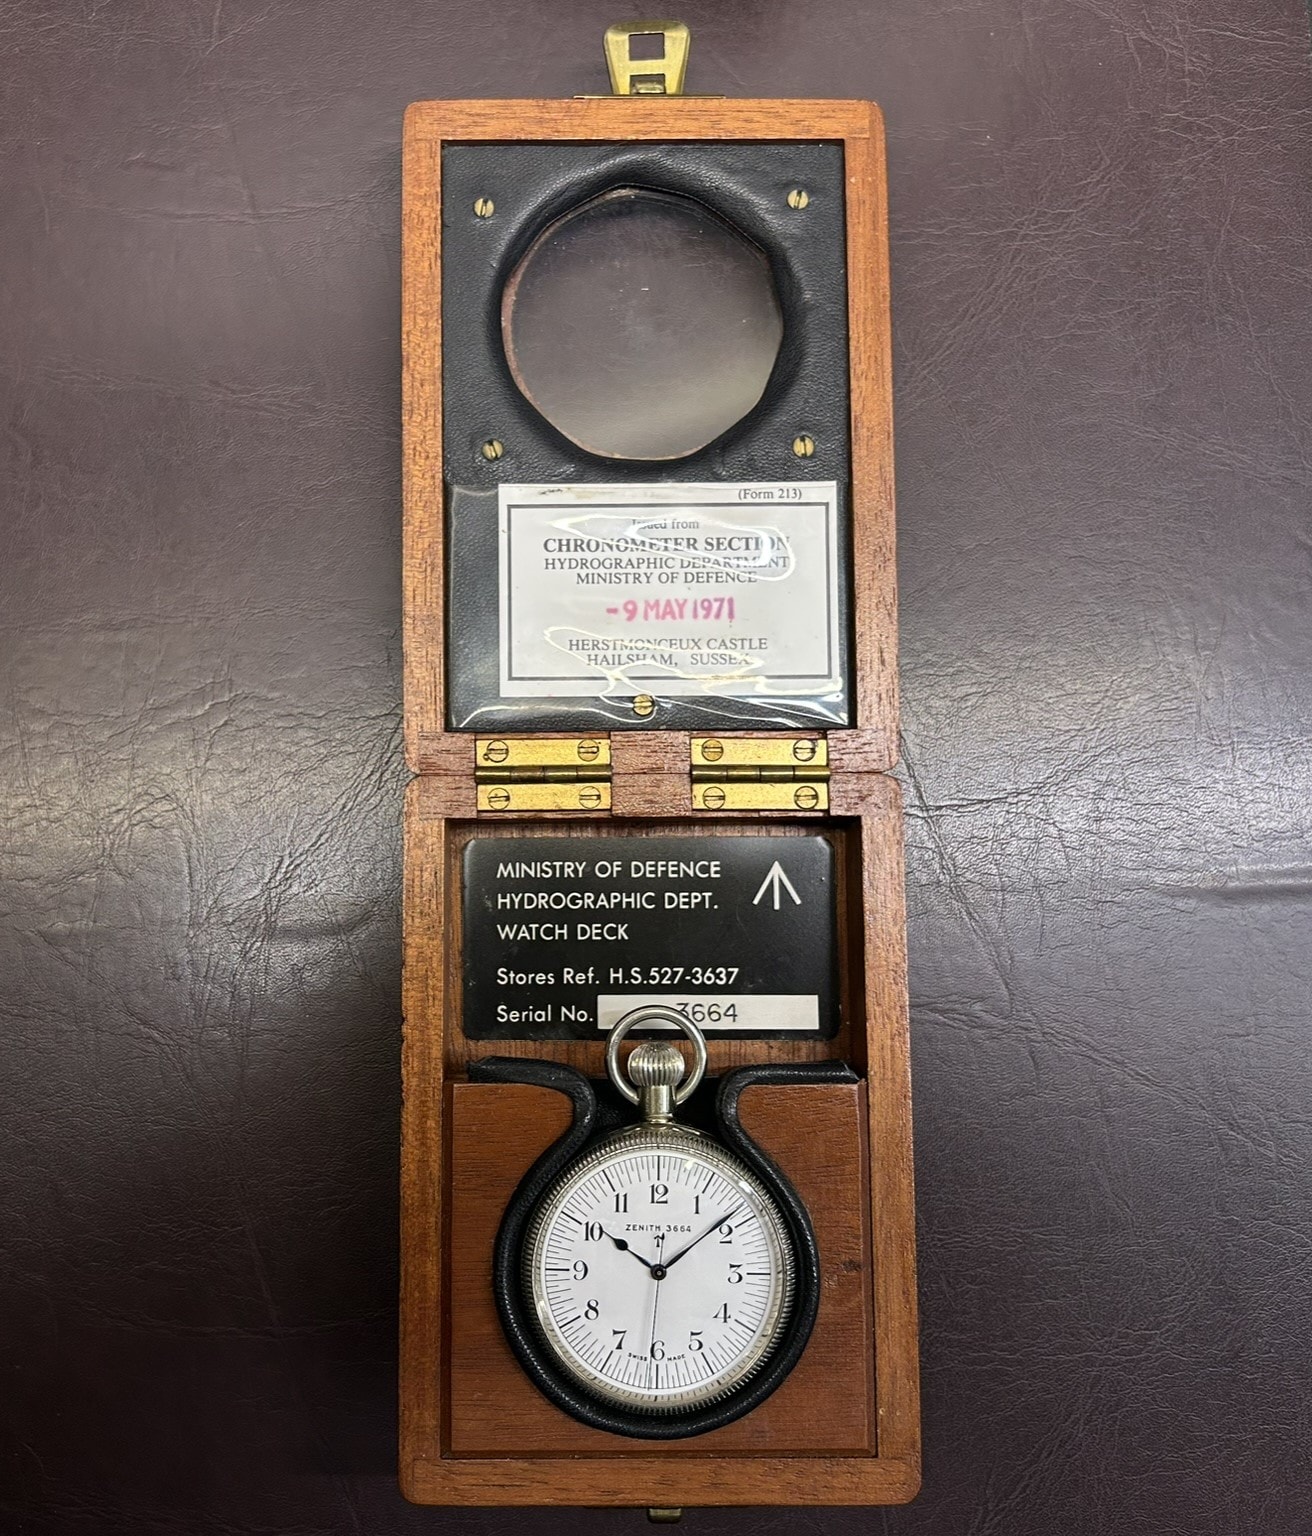 (Form 213)
Issued from
CHRONOMETER SECTION
HYDROGRAPHIC DEPARTMENT
MINISTRY OF DEFENCE
- 9 MAY 1971
HERSTMONCEUX CASTLE
HAILSHAM, SUSSEX
MINISTRY OF DEFENCE
HYDROGRAPHIC DEPT.
WATCH DECK
Stores Ref. H.S.527-3637
Serial No. 3664
12
11 1
ZENITH 3664
10 2
9 3
8 4
7 5
6
SWISS MADE